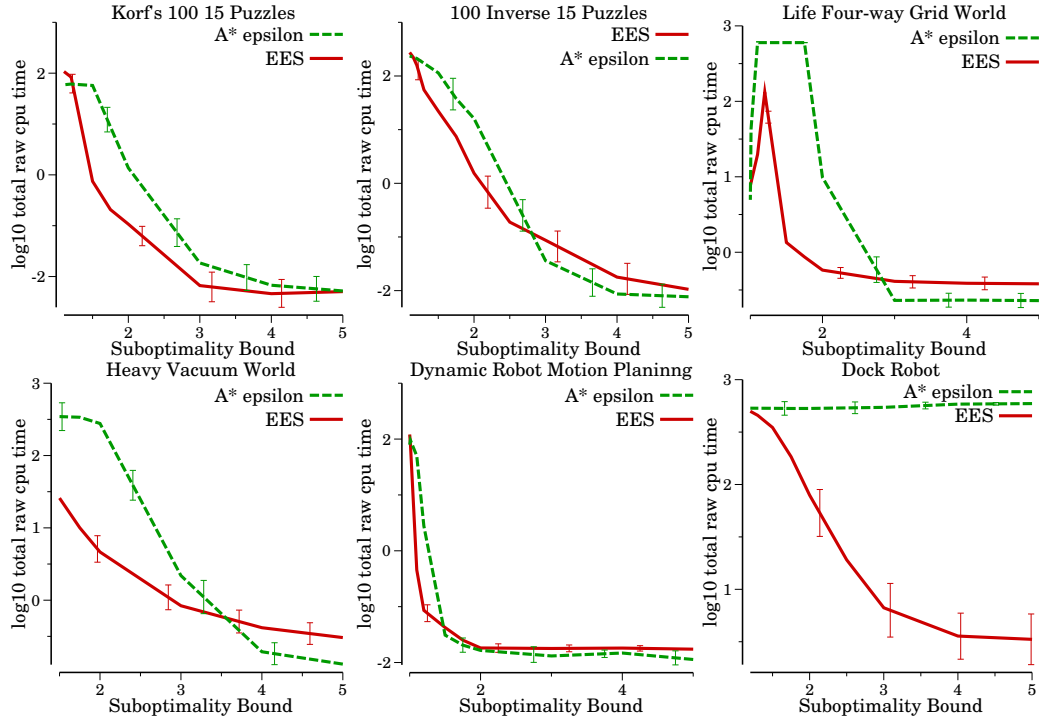 Korf's 100 15 Puzzles
A* epsilon
EES
log10 total raw cpu time
2
0
-2
2
3
4
5
Suboptimality Bound
100 Inverse 15 Puzzles
EES
A* epsilon
log10 total raw cpu time
2
0
-2
2
3
4
5
Suboptimality Bound
Life Four-way Grid World
A* epsilon
EES
log10 total raw cpu time
3
2
1
0
2
4
Suboptimality Bound
Heavy Vacuum World
A* epsilon
EES
log10 total raw cpu time
3
2
1
0
2
3
4
5
Suboptimality Bound
Dynamic Robot Motion Planinng
A* epsilon
EES
log10 total raw cpu time
2
0
-2
2
4
Suboptimality Bound
Dock Robot
A* epsilon
EES
log10 total raw cpu time
3
2
1
2
3
4
5
Suboptimality Bound